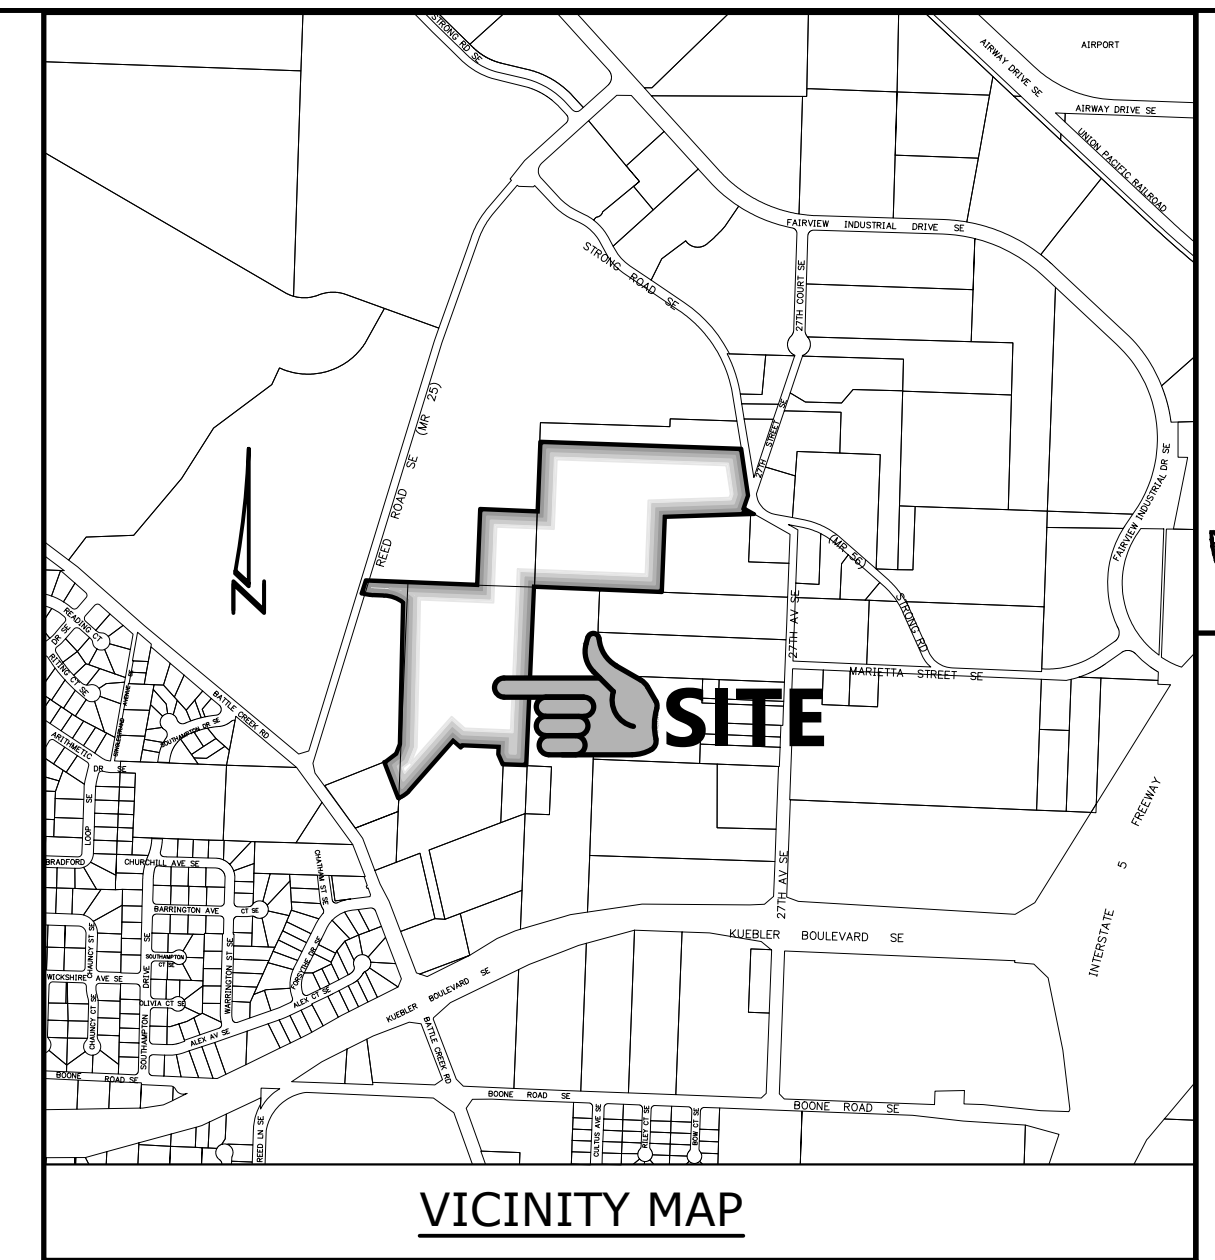 STRONG RD SE
AIRWAY DRIVE SE
AIRPORT
AIRWAY DRIVE SE
UNION PACIFIC RAILROAD
FAIRVIEW INDUSTRIAL DRIVE SE
STRONG ROAD SE
27TH COURT SE
REED ROAD SE (MR 25)
27TH STREET SE
FAIRVIEW INDUSTRIAL DR SE
(MR 56)
STRONG RD
27TH AV SE
MARIETTA STREET SE
N
SITE
READING CT
SE
RITING CT SE
BATTLE CREEK RD
SOUTHAMPTON DR SE
ARITHMETIC
DR SE
LOOP SE
BRADFORD
CHURCHILL AVE SE
CHATHAM ST SE
BARRINGTON AVE CT SE
27TH AV SE
INTERSTATE 5 FREEWAY
KUEBLER BOULEVARD SE
CHAUNCY ST SE
SOUTHAMPTON
CT SE
WARRINGTON ST SE
FORSYTHE DR SE
WICKSHIRE AVE SE
OLIVIA CT SE
ALEX CT SE
CHAUNCY CT SE
SOUTHAMPTON DRIVE SE
ALEX AV SE
KUEBLER BOULEVARD SE
BATTLE CREEK RD
BOONE ROAD SE
BOONE ROAD SE
BOONE ROAD SE
REED LN SE
CULTUS AVE SE
RILEY CT SE
BOW CT SE
VICINITY MAP